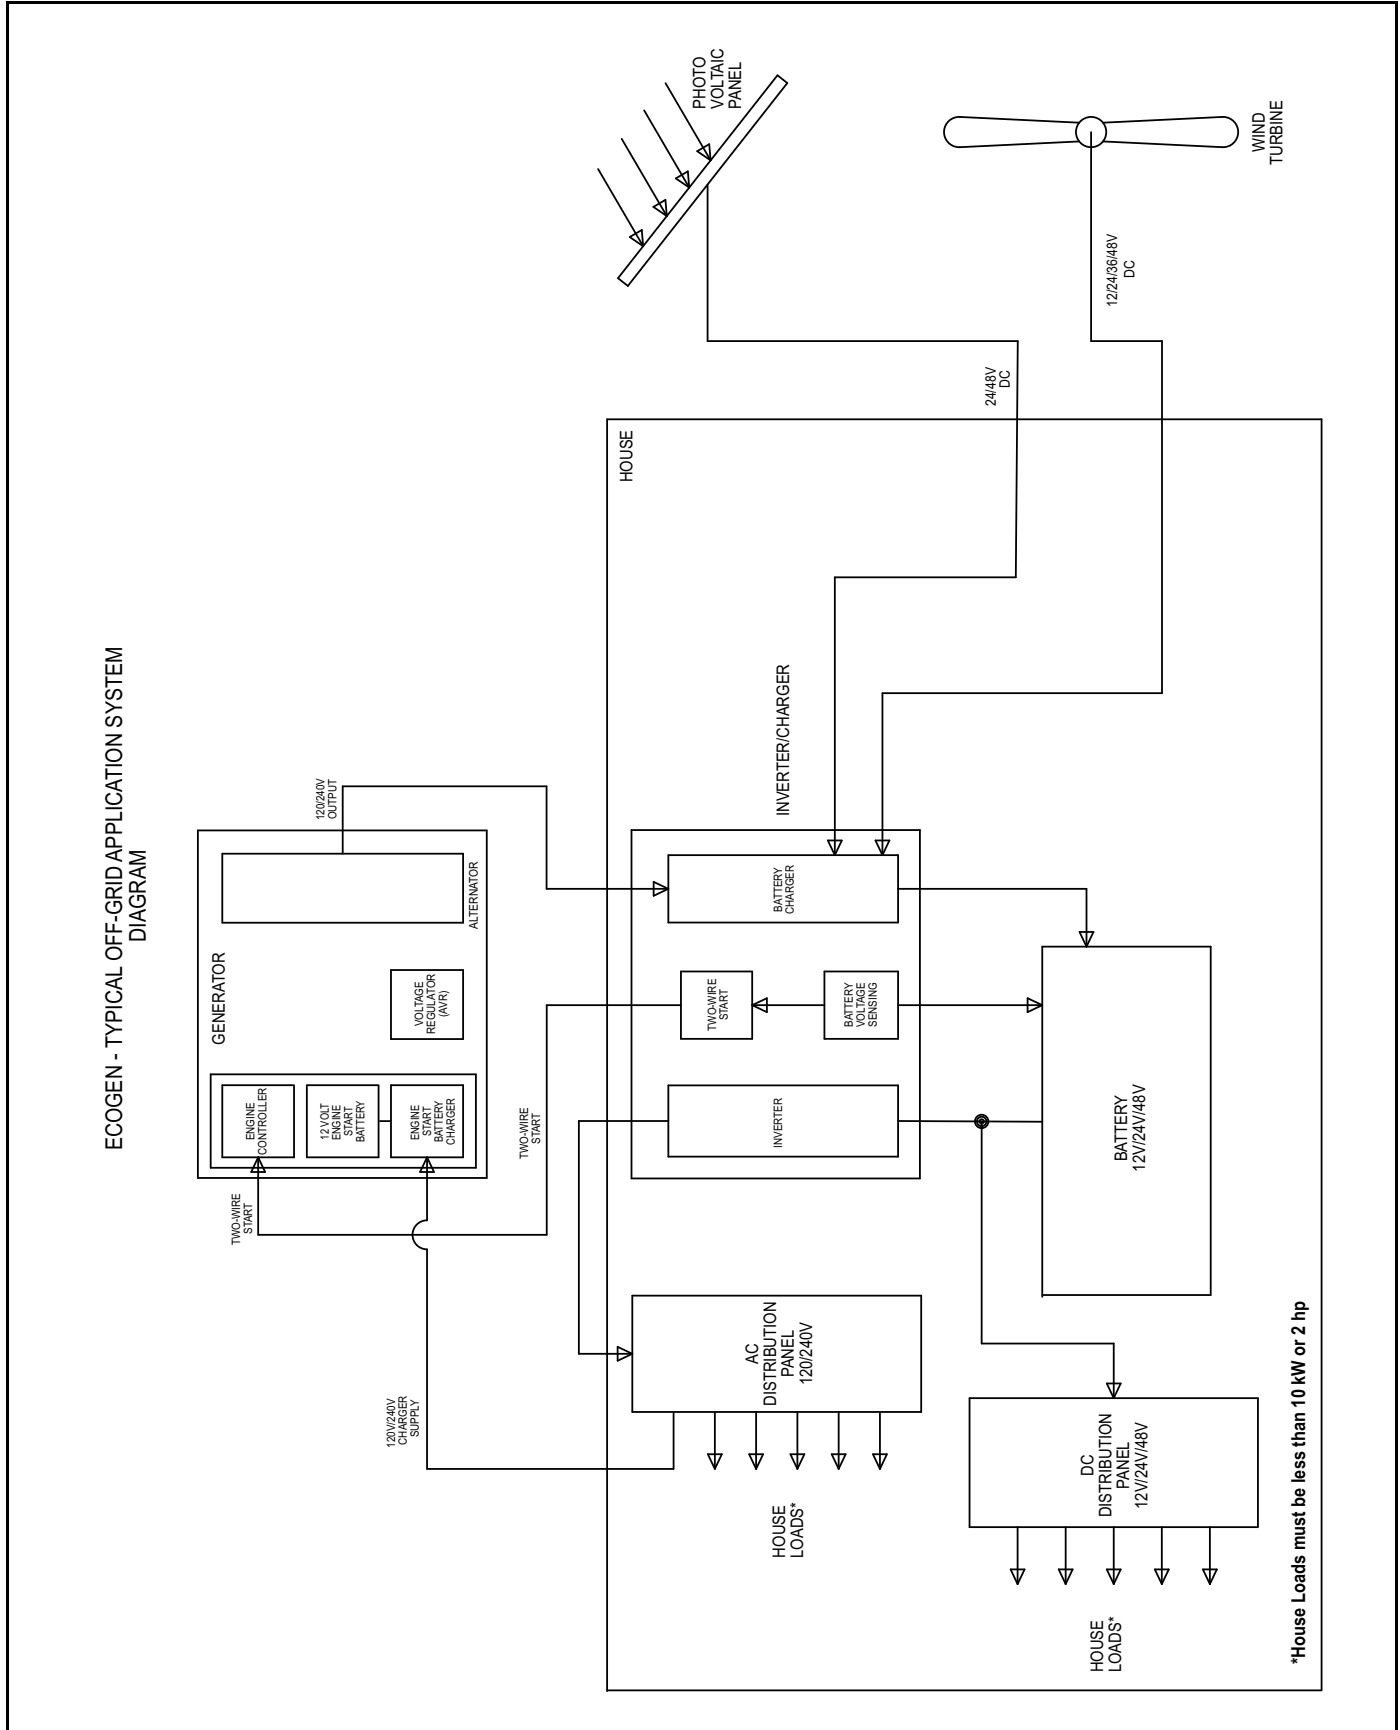 ECOGEN - TYPICAL OFF-GRID APPLICATION SYSTEM
DIAGRAM
GENERATOR
ENGINE
CONTROLLER
12 VOLT
ENGINE
START
BATTERY
ENGINE
START
BATTERY
CHARGER
VOLTAGE
REGULATOR
(AVR)
ALTERNATOR
120/240V
OUTPUT
TWO-WIRE
START
120V/240V
CHARGER
SUPPLY
TWO-WIRE
START
HOUSE
INVERTER/CHARGER
INVERTER
TWO-WIRE
START
BATTERY
VOLTAGE
SENSING
BATTERY
CHARGER
AC
DISTRIBUTION
PANEL
120/240V
HOUSE
LOADS*
DC
DISTRIBUTION
PANEL
12V/24V/48V
HOUSE
LOADS*
BATTERY
12V/24V/48V
PHOTO
VOLTAIC
PANEL
24/48V
DC
12/24/36/48V
DC
WIND
TURBINE
*House Loads must be less than 10 kW or 2 hp